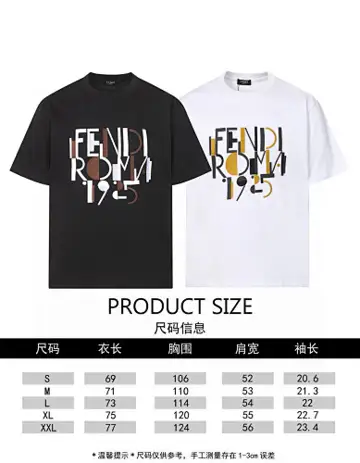 FENDI FENDI
ROMA ROMA
1925 1925
PRODUCT SIZE
尺码信息
尺码 衣长 胸围 肩宽 袖长
S 69 106 52 20.6
M 71 110 53 21.3
L 73 114 54 22
XL 75 120 55 22.7
XXL 77 124 56 23.4
*温馨提示*尺码仅供参考，手工测量存在1-3cm误差